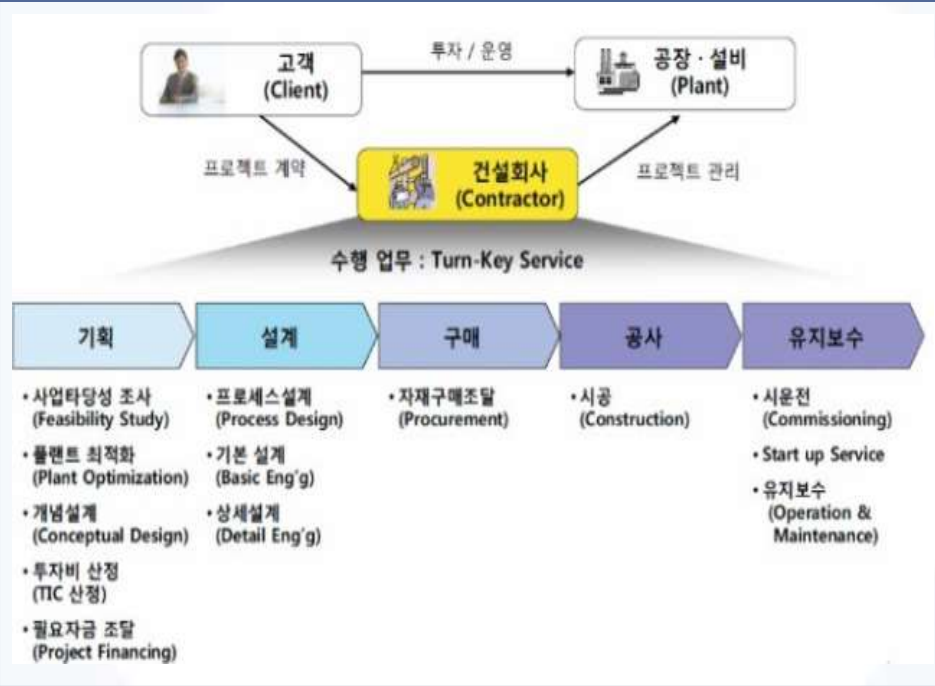 고객
(Client)
투자 / 운영
공장 · 설비
(Plant)
프로젝트 계약
건설회사
(Contractor)
프로젝트 관리
수행 업무 : Turn-Key Service
기획
설계
구매
공사
유지보수
• 사업타당성 조사
(Feasibility Study)
• 플랜트 최적화
(Plant Optimization)
• 개념설계
(Conceptual Design)
• 투자비 산정
(TIC 산정)
• 필요자금 조달
(Project Financing)
• 프로세스설계
(Process Design)
• 기본 설계
(Basic Eng'g)
• 상세설계
(Detail Eng'g)
• 자재구매조달
(Procurement)
• 시공
(Construction)
• 시운전
(Commissioning)
• Start up Service
• 유지보수
(Operation &
Maintenance)